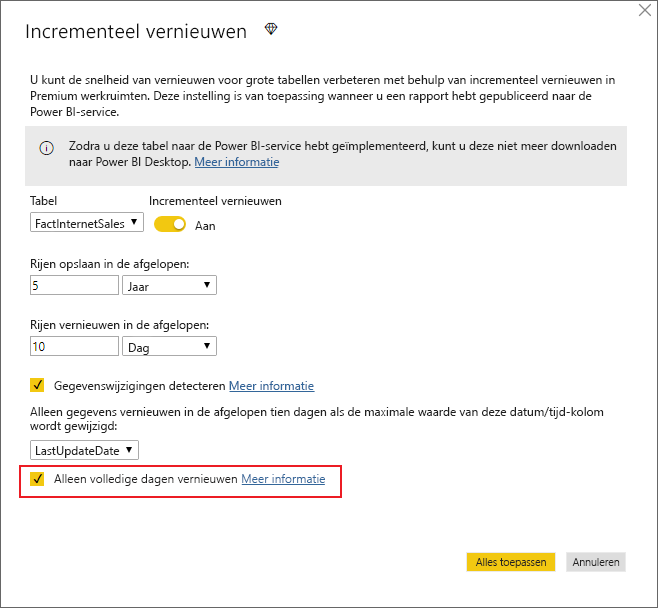 Incrementeel vernieuwen
U kunt de snelheid van vernieuwen voor grote tabellen verbeteren met behulp van incrementeel vernieuwen in
Premium werkruimten. Deze instelling is van toepassing wanneer u een rapport hebt gepubliceerd naar de
Power BI-service.
Zodra u deze tabel naar de Power BI-service hebt geïmplementeerd, kunt u deze niet meer downloaden
naar Power BI Desktop. Meer informatie
Tabel Incrementeel vernieuwen
FactInternetSales Aan
Rijen opslaan in de afgelopen:
5 Jaar
Rijen vernieuwen in de afgelopen:
10 Dag
Gegevenswijzigingen detecteren Meer informatie
Alleen gegevens vernieuwen in de afgelopen tien dagen als de maximale waarde van deze datum/tijd-kolom
wordt gewijzigd:
LastUpdateDate
Alleen volledige dagen vernieuwen Meer informatie
Alles toepassen Annuleren